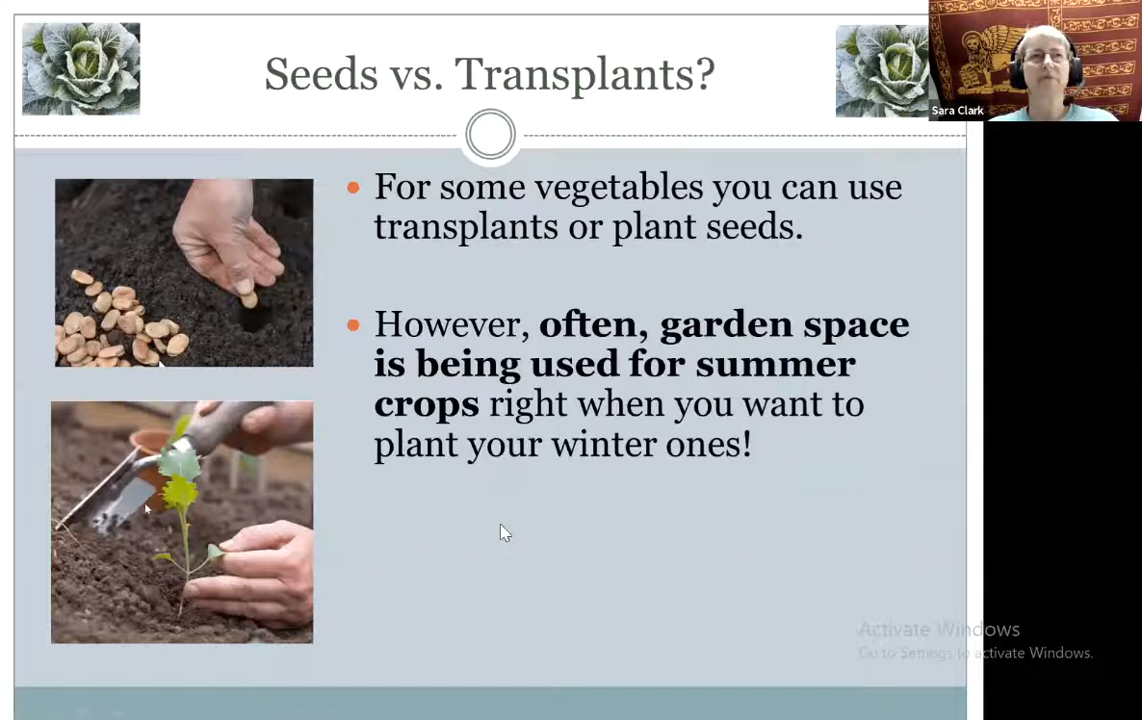 Seeds vs. Transplants?
Sara Clark
For some vegetables you can use
transplants or plant seeds.
However, often, garden space
is being used for summer
crops right when you want to
plant your winter ones!
Activate Windows
Go to Settings to activate Windows.